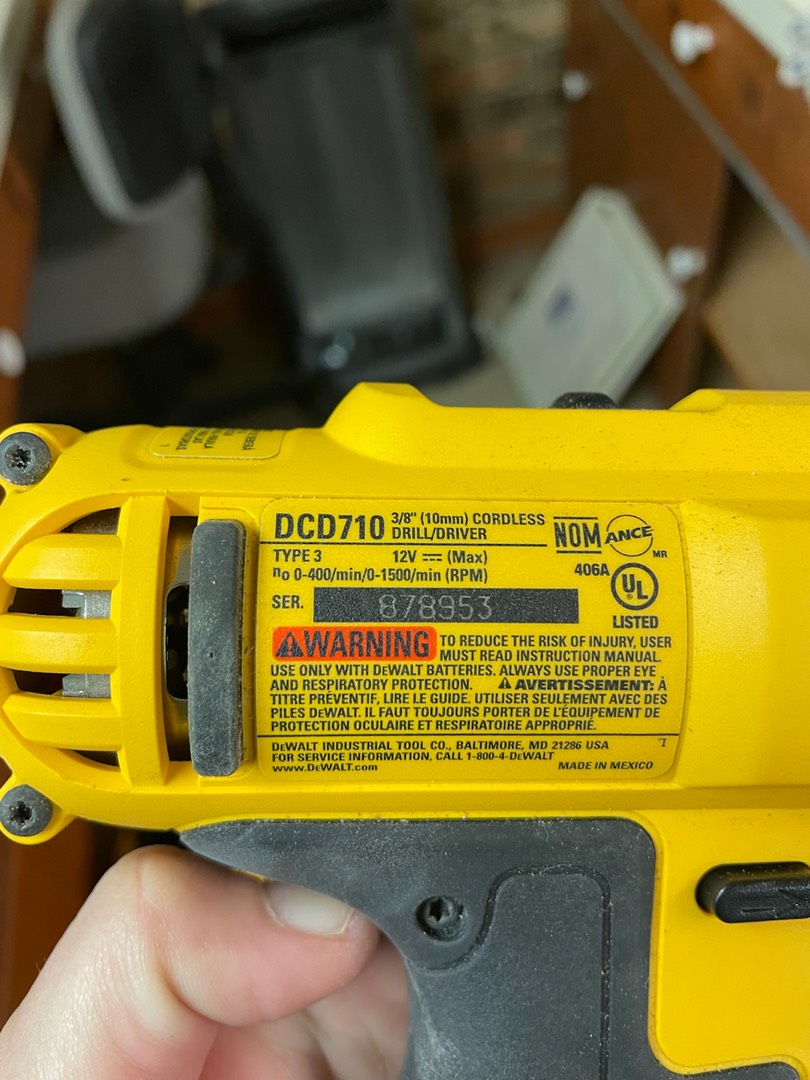 DCD710 3/8" (10mm) CORDLESS DRILL/DRIVER
NOM ANCE MR
TYPE 3 12V ⎓ (Max)
no 0-400/min/0-1500/min (RPM)
406A UL LISTED
SER. 878953
⚠WARNING TO REDUCE THE RISK OF INJURY, USER
MUST READ INSTRUCTION MANUAL.
USE ONLY WITH DEWALT BATTERIES. ALWAYS USE PROPER EYE
AND RESPIRATORY PROTECTION. ⚠ AVERTISSEMENT: À
TITRE PRÉVENTIF, LIRE LE GUIDE. UTILISER SEULEMENT AVEC DES
PILES DEWALT. IL FAUT TOUJOURS PORTER DE L'ÉQUIPEMENT DE
PROTECTION OCULAIRE ET RESPIRATOIRE APPROPRIÉ.
DEWALT INDUSTRIAL TOOL CO., BALTIMORE, MD 21286 USA
FOR SERVICE INFORMATION, CALL 1-800-4-DEWALT
www.DEWALT.com MADE IN MEXICO